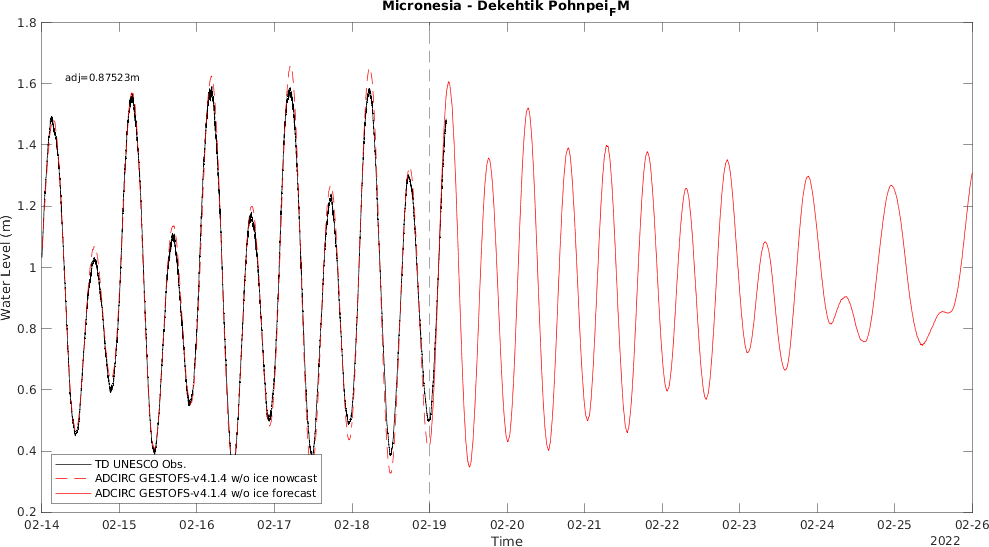 Micronesia - Dekehtik Pohnpei_FM
1.8
1.6
1.4
1.2
1
0.8
0.6
0.4
0.2
Water Level (m)
adj=0.87523m
TD UNESCO Obs.
ADCIRC GESTOFS-v4.1.4 w/o ice nowcast
ADCIRC GESTOFS-v4.1.4 w/o ice forecast
02-14 02-15 02-16 02-17 02-18 02-19 02-20 02-21 02-22 02-23 02-24 02-25 02-26
Time
2022